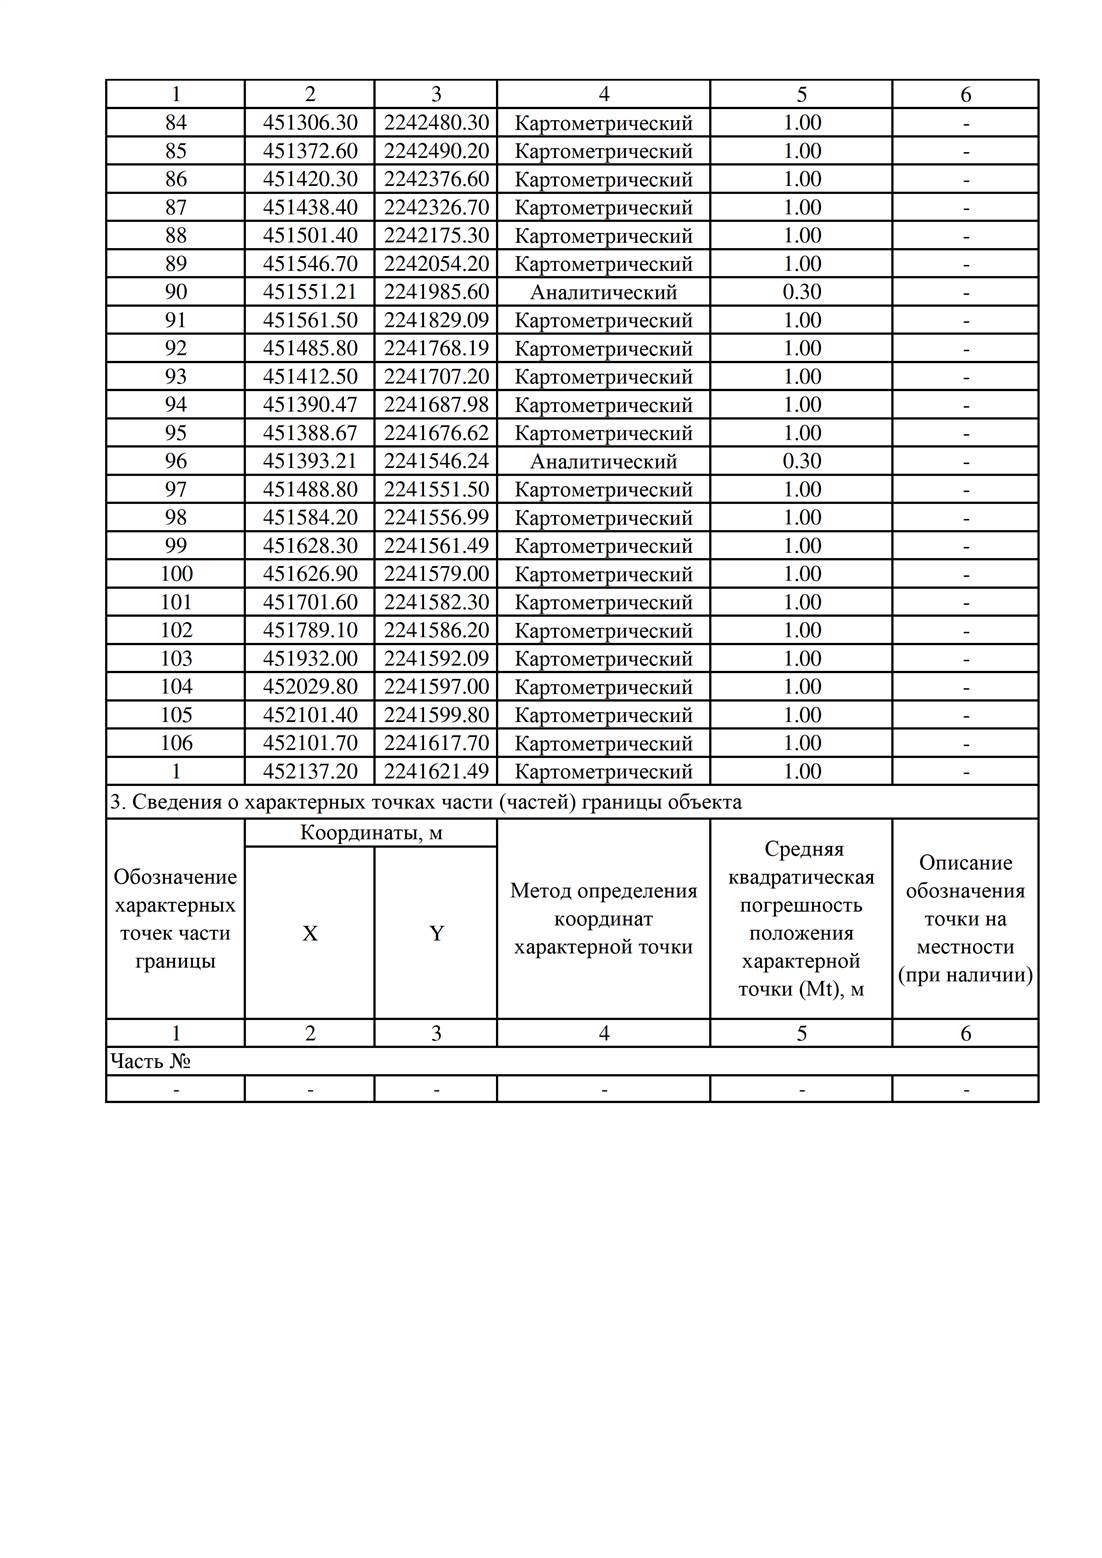 1 2 3 4 5 6
84 451306.30 2242480.30 Картометрический 1.00 -
85 451372.60 2242490.20 Картометрический 1.00 -
86 451420.30 2242376.60 Картометрический 1.00 -
87 451438.40 2242326.70 Картометрический 1.00 -
88 451501.40 2242175.30 Картометрический 1.00 -
89 451546.70 2242054.20 Картометрический 1.00 -
90 451551.21 2241985.60 Аналитический 0.30 -
91 451561.50 2241829.09 Картометрический 1.00 -
92 451485.80 2241768.19 Картометрический 1.00 -
93 451412.50 2241707.20 Картометрический 1.00 -
94 451390.47 2241687.98 Картометрический 1.00 -
95 451388.67 2241676.62 Картометрический 1.00 -
96 451393.21 2241546.24 Аналитический 0.30 -
97 451488.80 2241551.50 Картометрический 1.00 -
98 451584.20 2241556.99 Картометрический 1.00 -
99 451628.30 2241561.49 Картометрический 1.00 -
100 451626.90 2241579.00 Картометрический 1.00 -
101 451701.60 2241582.30 Картометрический 1.00 -
102 451789.10 2241586.20 Картометрический 1.00 -
103 451932.00 2241592.09 Картометрический 1.00 -
104 452029.80 2241597.00 Картометрический 1.00 -
105 452101.40 2241599.80 Картометрический 1.00 -
106 452101.70 2241617.70 Картометрический 1.00 -
1 452137.20 2241621.49 Картометрический 1.00 -
3. Сведения о характерных точках части (частей) границы объекта
Обозначение
характерных
точек части
границы
Координаты, м
X
Y
Метод определения
координат
характерной точки
Средняя
квадратическая
погрешность
положения
характерной
точки (Mt), м
Описание
обозначения
точки на
местности
(при наличии)
1 2 3 4 5 6
Часть №
- - - - - -